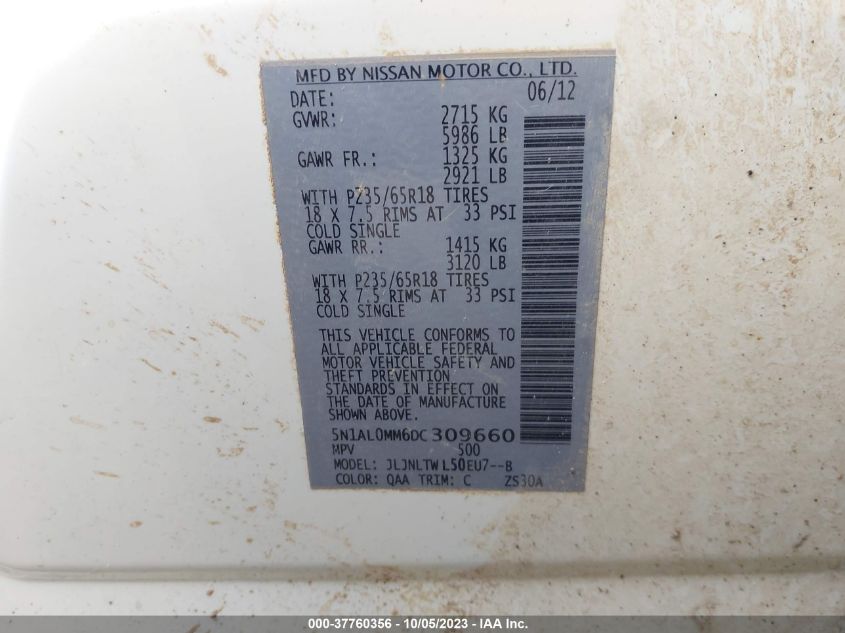 MFD BY NISSAN MOTOR CO., LTD.
DATE: 06/12
GVWR: 2715 KG
5986 LB
GAWR FR.: 1325 KG
2921 LB
WITH P235/65R18 TIRES
18 X 7.5 RIMS AT 33 PSI
COLD SINGLE
GAWR RR.: 1415 KG
3120 LB
WITH P235/65R18 TIRES
18 X 7.5 RIMS AT 33 PSI
COLD SINGLE
THIS VEHICLE CONFORMS TO
ALL APPLICABLE FEDERAL
MOTOR VEHICLE SAFETY AND
THEFT PREVENTION
STANDARDS IN EFFECT ON
THE DATE OF MANUFACTURE
SHOWN ABOVE.
5N1AL0MM6DC309660
MPV 500
MODEL: JLJNLTWL50EU7--B
COLOR: QAA TRIM: C ZS30A
000-37760356 - 10/05/2023 - IAA Inc.